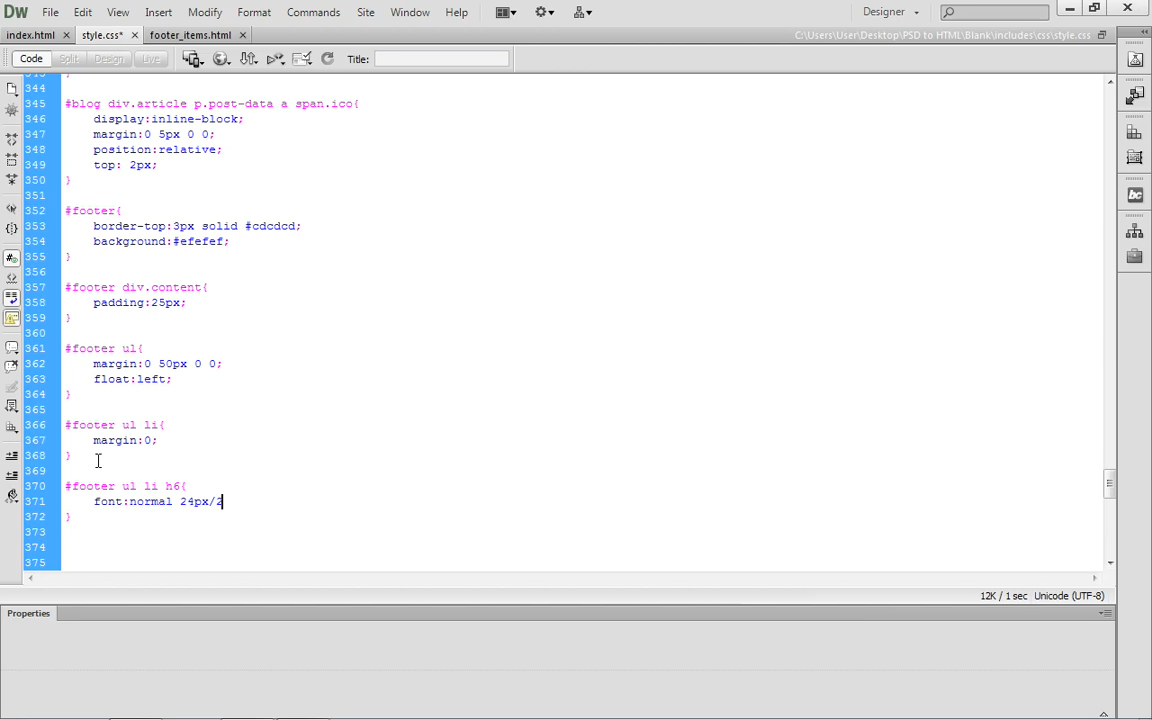 Dw File Edit View Insert Modify Format Commands Site Window Help Designer
index.html style.css* footer_items.html C:\Users\User\Desktop\PSD to HTML\Blank\includes\css\style.css
Code Split Design Live Title:
343 }
344
345 #blog div.article p.post-data a span.ico{
346 display:inline-block;
347 margin:0 5px 0 0;
348 position:relative;
349 top: 2px;
350 }
351
352 #footer{
353 border-top:3px solid #cdcdcd;
354 background:#efefef;
355 }
356
357 #footer div.content{
358 padding:25px;
359 }
360
361 #footer ul{
362 margin:0 50px 0 0;
363 float:left;
364 }
365
366 #footer ul li{
367 margin:0;
368 }
369
370 #footer ul li h6{
371 font:normal 24px/2
372 }
373
374
375
12K / 1 sec Unicode (UTF-8)
Properties